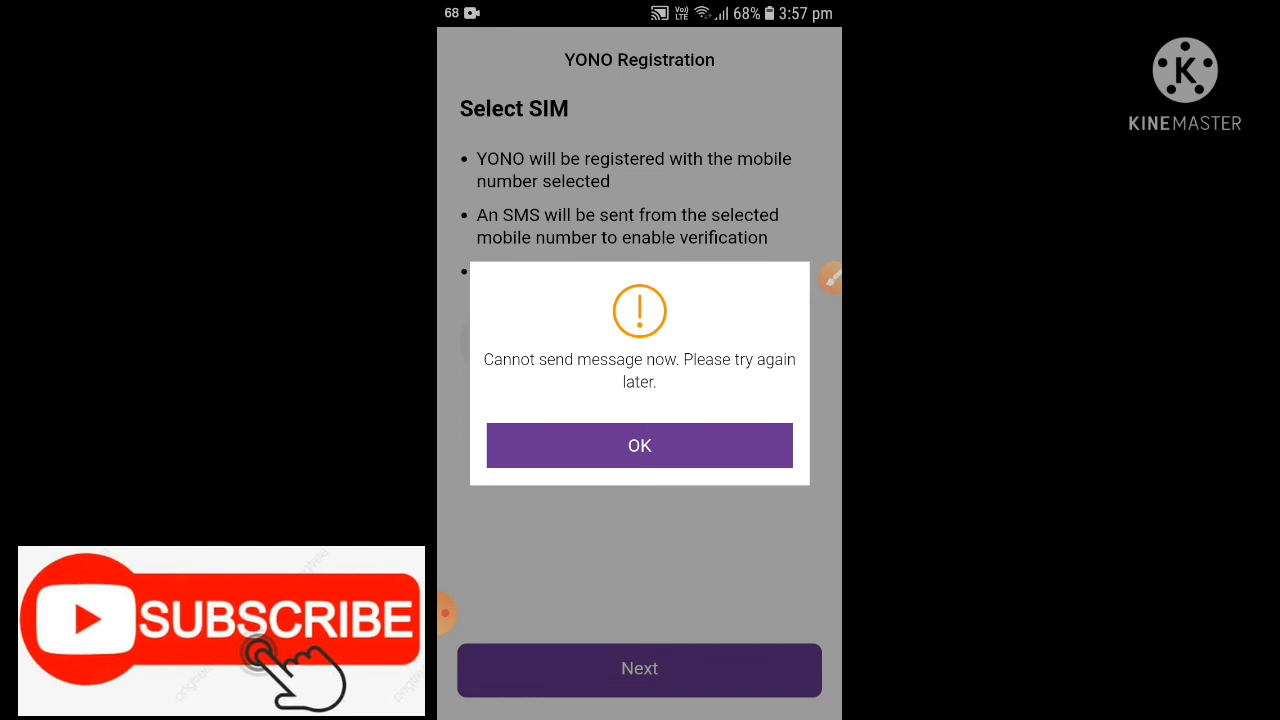 68
Vo)) LTE
68%
3:57 pm
YONO Registration
Select SIM
• YONO will be registered with the mobile
number selected
• An SMS will be sent from the selected
mobile number to enable verification
•
Cannot send message now. Please try again
later.
OK
Next
K
KINEMASTER
SUBSCRIBE